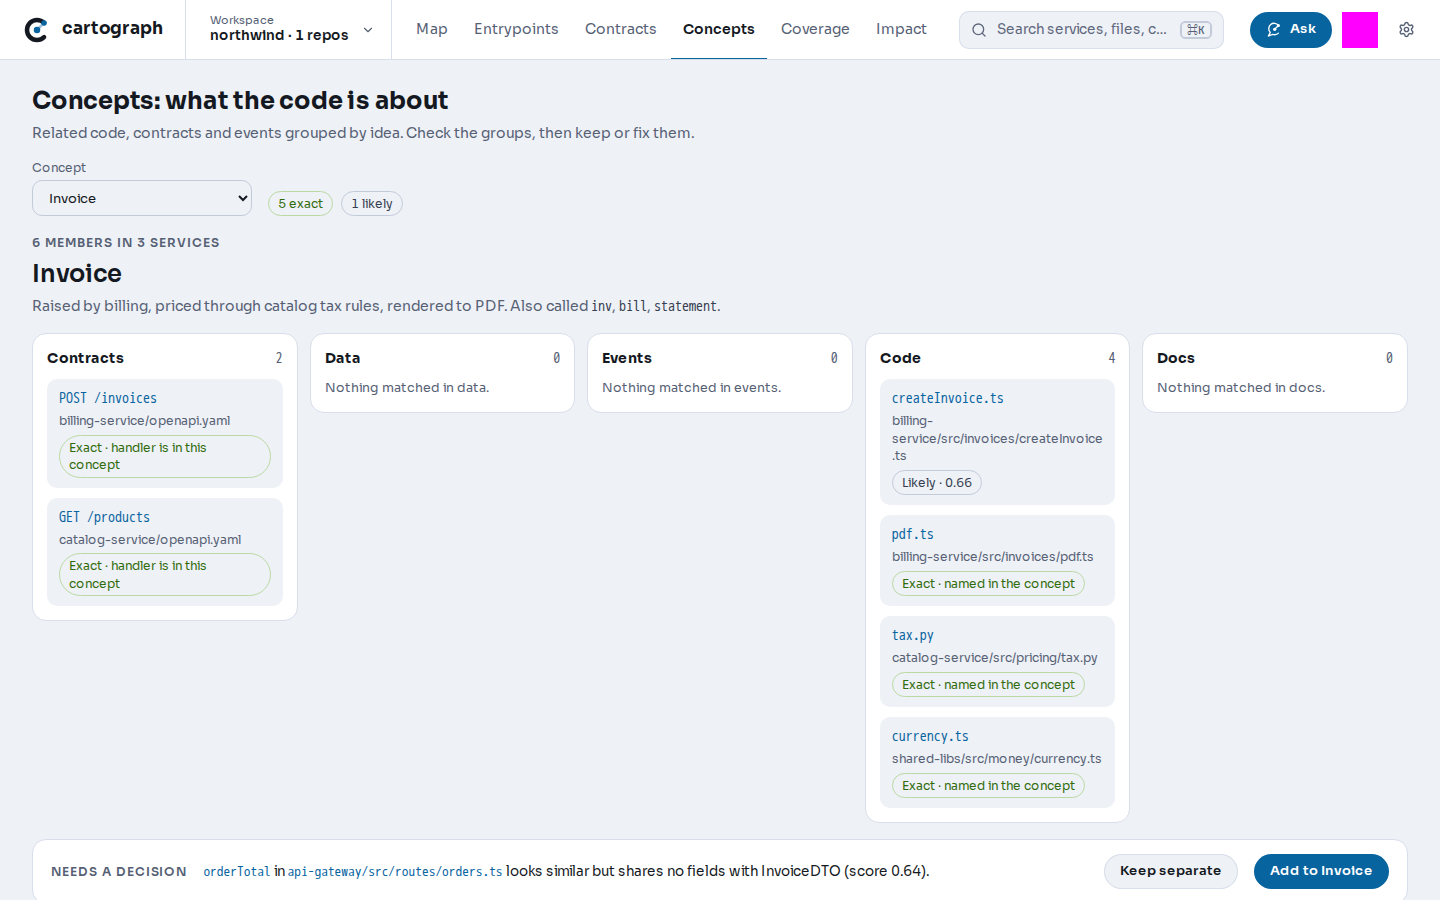 cartograph
Workspace
northwind · 1 repos
Map
Entrypoints
Contracts
Concepts
Coverage
Impact
Search services, files, c...
⌘K
Ask
Concepts: what the code is about
Related code, contracts and events grouped by idea. Check the groups, then keep or fix them.
Concept
Invoice
5 exact
1 likely
6 MEMBERS IN 3 SERVICES
Invoice
Raised by billing, priced through catalog tax rules, rendered to PDF. Also called inv, bill, statement.
Contracts 2
POST /invoices
billing-service/openapi.yaml
Exact · handler is in this
concept
GET /products
catalog-service/openapi.yaml
Exact · handler is in this
concept
Data 0
Nothing matched in data.
Events 0
Nothing matched in events.
Code 4
createInvoice.ts
billing-
service/src/invoices/createInvoice
.ts
Likely · 0.66
pdf.ts
billing-service/src/invoices/pdf.ts
Exact · named in the concept
tax.py
catalog-service/src/pricing/tax.py
Exact · named in the concept
currency.ts
shared-libs/src/money/currency.ts
Exact · named in the concept
Docs 0
Nothing matched in docs.
NEEDS A DECISION
orderTotal in api-gateway/src/routes/orders.ts looks similar but shares no fields with InvoiceDTO (score 0.64).
Keep separate
Add to Invoice